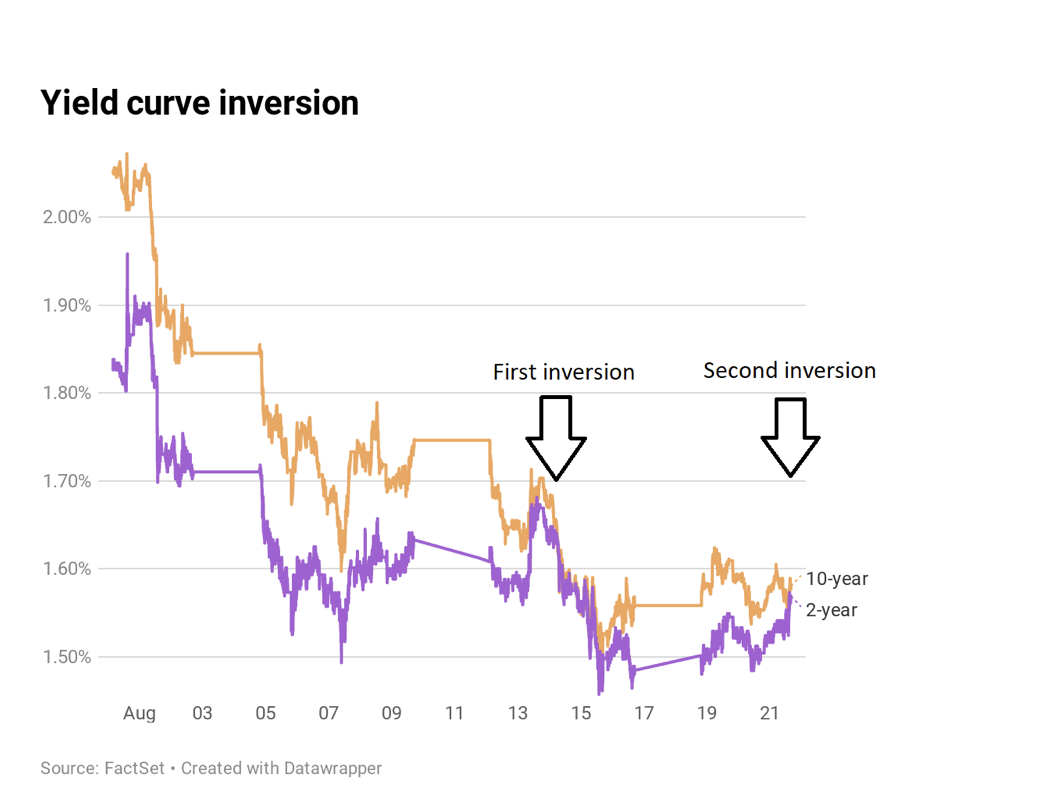 Yield curve inversion
2.00%
1.90%
1.80%
1.70%
1.60%
1.50%
First inversion
Second inversion
10-year
2-year
Aug 03 05 07 09 11 13 15 17 19 21
Source: FactSet • Created with Datawrapper